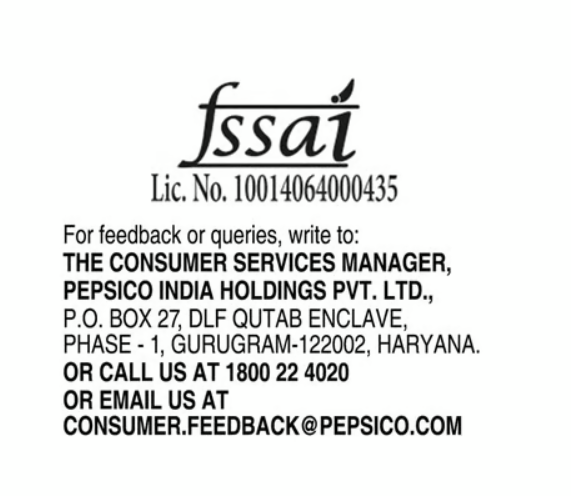 fssai
Lic. No. 10014064000435
For feedback or queries, write to:
THE CONSUMER SERVICES MANAGER,
PEPSICO INDIA HOLDINGS PVT. LTD.,
P.O. BOX 27, DLF QUTAB ENCLAVE,
PHASE - 1, GURUGRAM-122002, HARYANA.
OR CALL US AT 1800 22 4020
OR EMAIL US AT
CONSUMER.FEEDBACK@PEPSICO.COM